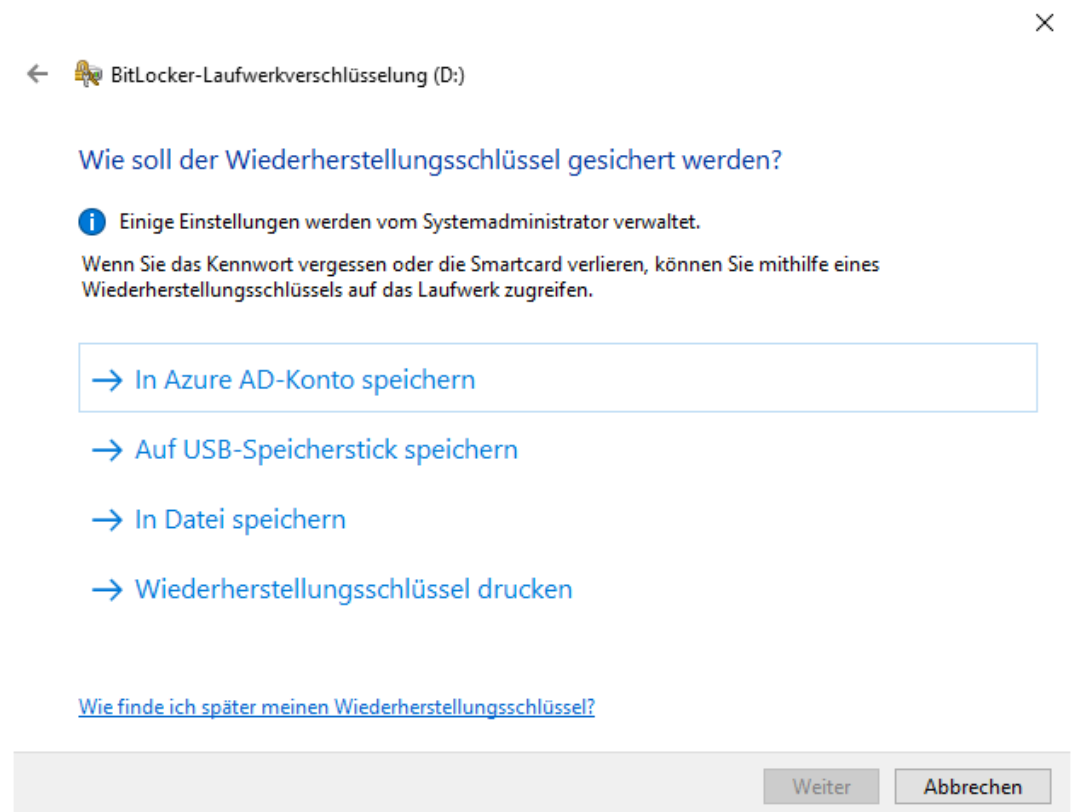 BitLocker-Laufwerkverschlüsselung (D:)
Wie soll der Wiederherstellungsschlüssel gesichert werden?
Einige Einstellungen werden vom Systemadministrator verwaltet.
Wenn Sie das Kennwort vergessen oder die Smartcard verlieren, können Sie mithilfe eines
Wiederherstellungsschlüssels auf das Laufwerk zugreifen.
In Azure AD-Konto speichern
Auf USB-Speicherstick speichern
In Datei speichern
Wiederherstellungsschlüssel drucken
Wie finde ich später meinen Wiederherstellungsschlüssel?
Weiter Abbrechen